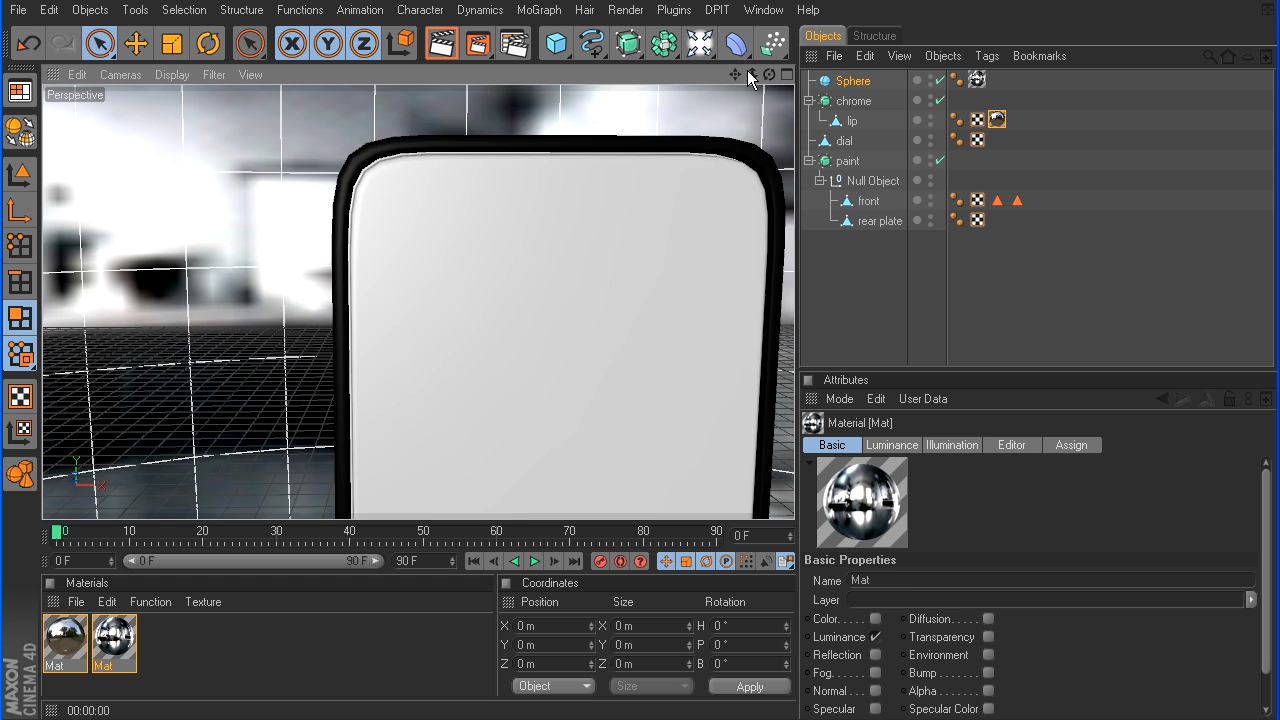 File Edit Objects Tools Selection Structure Functions Animation Character Dynamics MoGraph Hair Render Plugins DPIT Window Help
Objects Structure
File Edit View Objects Tags Bookmarks
Edit Cameras Display Filter View
Perspective
Sphere
chrome
lip
dial
paint
Null Object
front
rear plate
Attributes
Mode Edit User Data
Material [Mat]
Basic Luminance Illumination Editor Assign
Basic Properties
Name Mat
Layer
Color. . . . . Diffusion. . .
Luminance Transparency
Reflection Environment
Fog. . . . . . Bump . . . . . .
Normal . . . Alpha . . . . . .
Specular Specular Color
X Y Z
Y
X
0 10 20 30 40 50 60 70 80 90 0 F
0 F 0 F 90 F 90 F
Materials
File Edit Function Texture
Mat Mat
Coordinates
Position Size Rotation
X 0 m X 0 m H 0 °
Y 0 m Y 0 m P 0 °
Z 0 m Z 0 m B 0 °
Object Size Apply
MAXON
CINEMA 4D
00:00:00